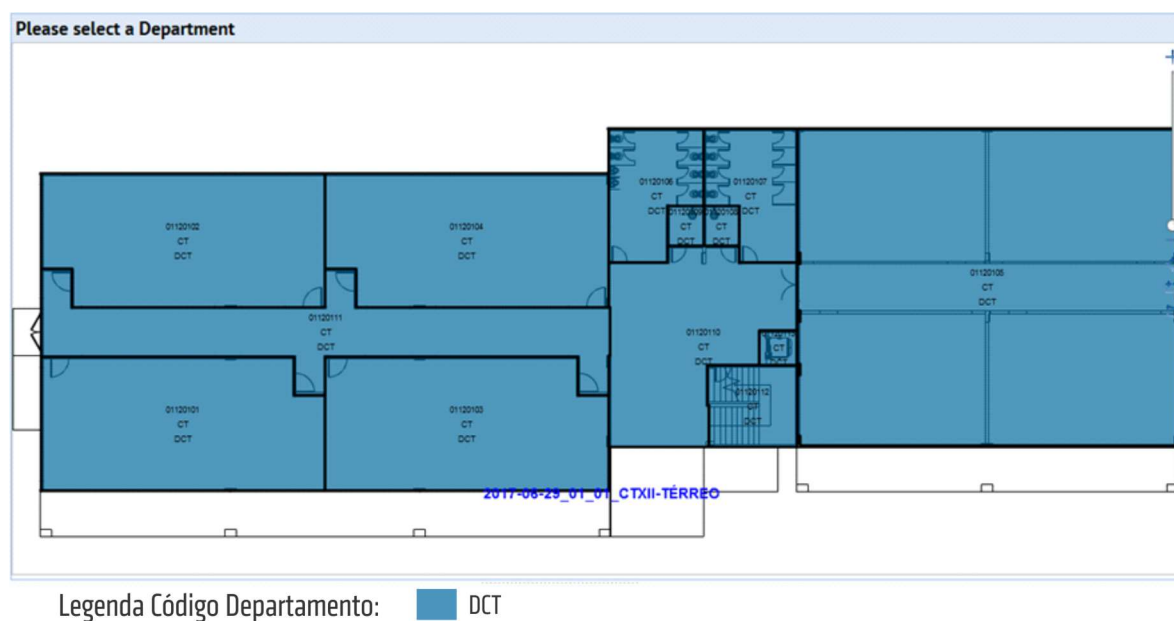 Please select a Department
01120102
CT
DCT
01120104
CT
DCT
01120106
CT
DCT
01120107
CT
DCT
CT
DCT
CT
DCT
01120105
CT
DCT
01120111
CT
DCT
01120110
CT
DCT
CT
01120112
CT
DCT
01120101
CT
DCT
01120103
CT
DCT
2017-08-29_01_01_CTXII-TÉRREO
Legenda Código Departamento:
DCT